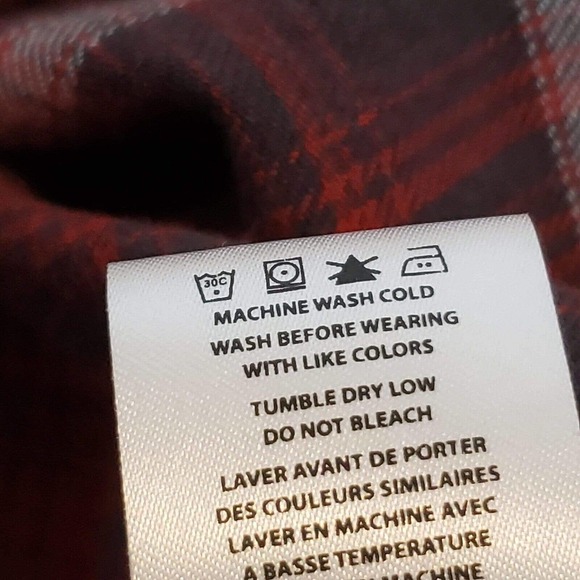 30C
MACHINE WASH COLD
WASH BEFORE WEARING
WITH LIKE COLORS
TUMBLE DRY LOW
DO NOT BLEACH
LAVER AVANT DE PORTER
DES COULEURS SIMILAIRES
LAVER EN MACHINE AVEC
A BASSE TEMPERATURE
MACHINE